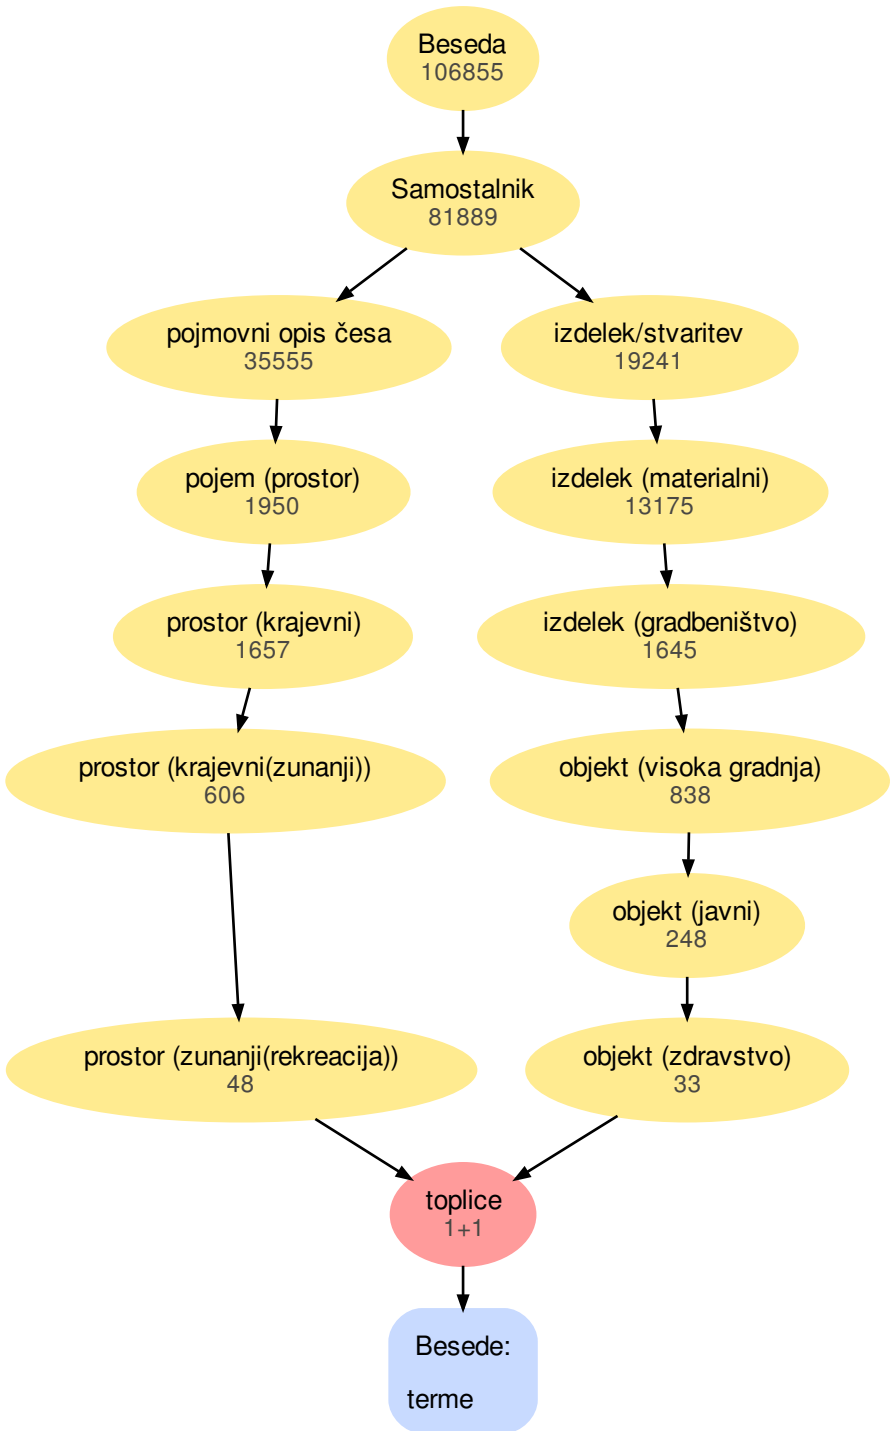 Beseda
106855
Samostalnik
81889
pojmovni opis česa
35555
izdelek/stvaritev
19241
pojem (prostor)
1950
izdelek (materialni)
13175
prostor (krajevni)
1657
izdelek (gradbeništvo)
1645
prostor (krajevni(zunanji))
606
objekt (visoka gradnja)
838
objekt (javni)
248
prostor (zunanji(rekreacija))
48
objekt (zdravstvo)
33
toplice
1+1
Besede:
terme